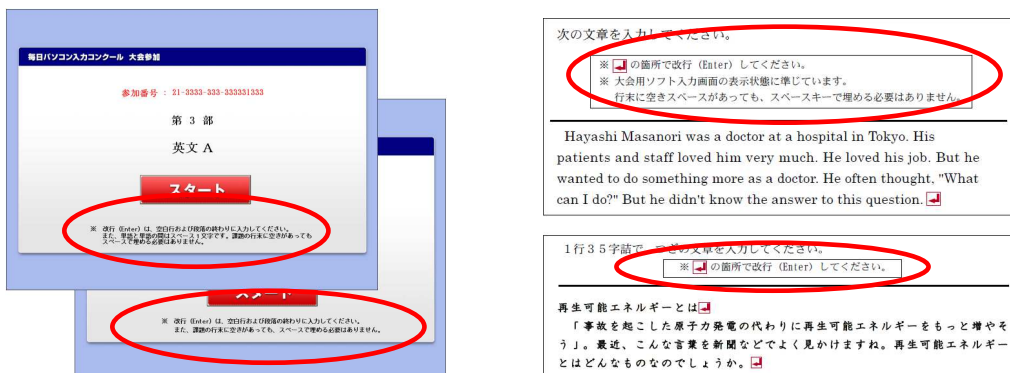 毎日パソコン入力コンクール 大会参加
参加番号 : 21-3333-333-333331333
第 3 部
英文 A
スタート
※ 改行 (Enter) は、空白行および段落の終わりに入力してください。
また、単語と単語の間はスペース1文字です。課題の行末に空きがあっても
スペースで埋める必要はありません。
スタート
※ 改行 (Enter) は、空白行および段落の終わりに入力してください。
また、課題の行末に空きがあっても、スペースで埋める必要はありません。
次の文章を入力してください。
※ の箇所で改行 (Enter) してください。
※ 大会用ソフト入力画面の表示状態に準じています。
行末に空きスペースがあっても、スペースキーで埋める必要はありません。
Hayashi Masanori was a doctor at a hospital in Tokyo. His
patients and staff loved him very much. He loved his job. But he
wanted to do something more as a doctor. He often thought, "What
can I do?" But he didn't know the answer to this question.
1行35字詰で、つぎの文章を入力してください。
※ の箇所で改行 (Enter) してください。
再生可能エネルギーとは
「事故を起こした原子力発電の代わりに再生可能エネルギーをもっと増やそ
う」。最近、こんな言葉を新聞などでよく見かけますね。再生可能エネルギー
とはどんなものなのでしょうか。